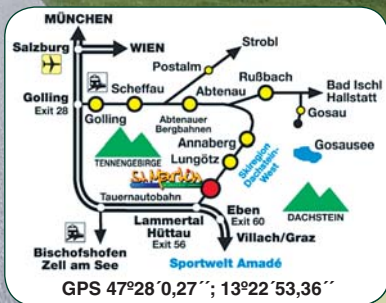 MÜNCHEN
Salzburg
WIEN
Strobl
Postalm
Rußbach
Scheffau
Abtenau
Bad Ischl
Hallstatt
Golling
Exit 28
Golling
Abtenauer
Bergbahnen
Gosau
Annaberg
Gosausee
Lungötz
TENNENGEBIRGE
Skiregion
Dachstein-
West
St. Martin
Tauernautobahn
DACHSTEIN
Lammertal
Hüttau
Exit 56
Eben
Exit 60
Bischofshofen
Zell am See
Villach/Graz
Sportwelt Amadé
GPS 47º28´0,27´´; 13º22´53,36´´